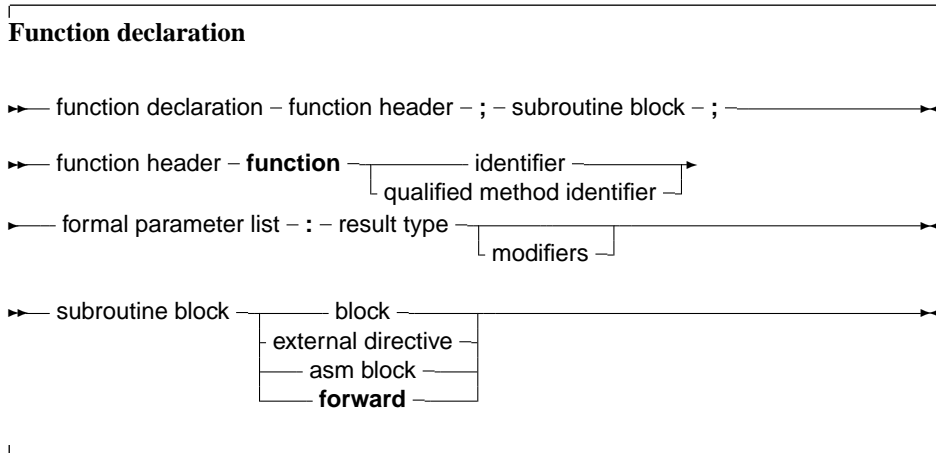 Function declaration
function declaration – function header – ; – subroutine block – ; –
function header – function – identifier –
qualified method identifier –
formal parameter list – : – result type –
modifiers –
subroutine block – block –
external directive –
asm block –
forward –